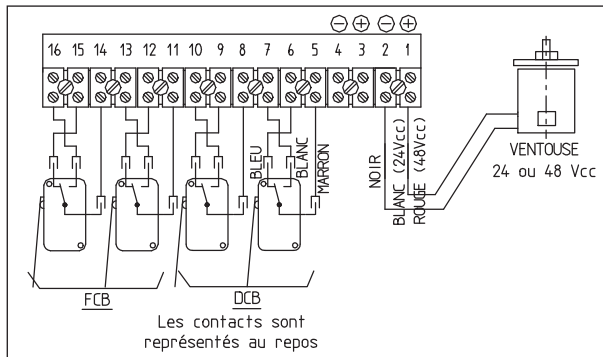 ⊖ ⊕ ⊖ ⊕
16 15 14 13 12 11 10 9 8 7 6 5 4 3 2 1
BLEU
BLANC
MARRON
NOIR
BLANC (24Vcc)
ROUGE (48Vcc)
VENTOUSE
24 ou 48 Vcc
FCB
DCB
Les contacts sont
représentés au repos